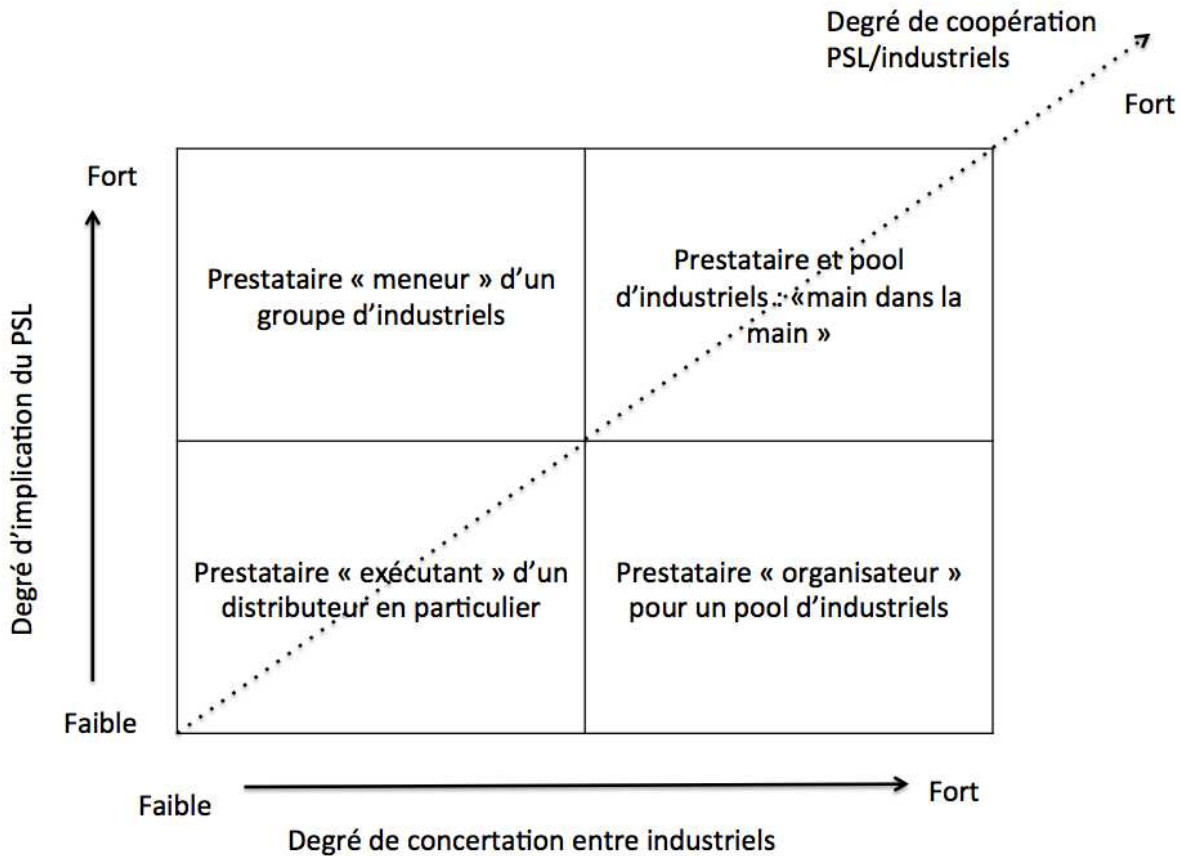 Degré de coopération
PSL/industriels
Fort
Fort
Prestataire « meneur » d’un
groupe d’industriels
Prestataire et pool
d’industriels : «main dans la
main »
Degré d’implication du PSL
Prestataire « exécutant » d’un
distributeur en particulier
Prestataire « organisateur »
pour un pool d’industriels
Faible
Faible
Fort
Degré de concertation entre industriels